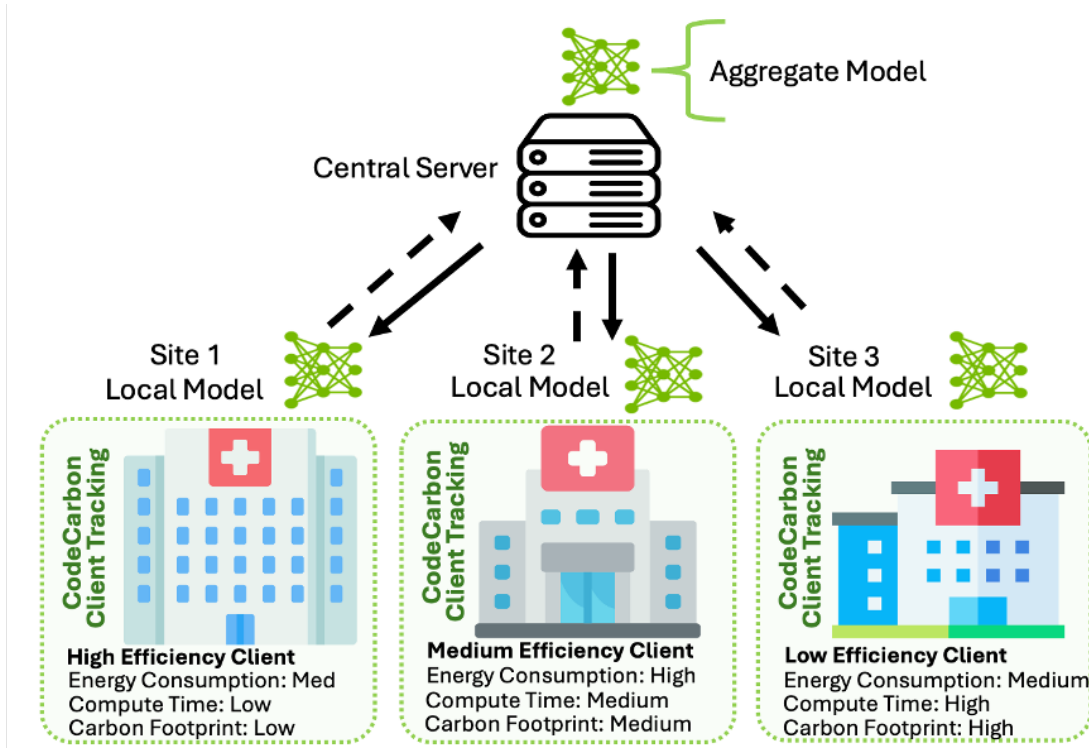 Aggregate Model
Central Server
Site 1
Local Model
Site 2
Local Model
Site 3
Local Model
CodeCarbon
Client Tracking
High Efficiency Client
Energy Consumption: Med
Compute Time: Low
Carbon Footprint: Low
CodeCarbon
Client Tracking
Medium Efficiency Client
Energy Consumption: High
Compute Time: Medium
Carbon Footprint: Medium
CodeCarbon
Client Tracking
Low Efficiency Client
Energy Consumption: Medium
Compute Time: High
Carbon Footprint: High